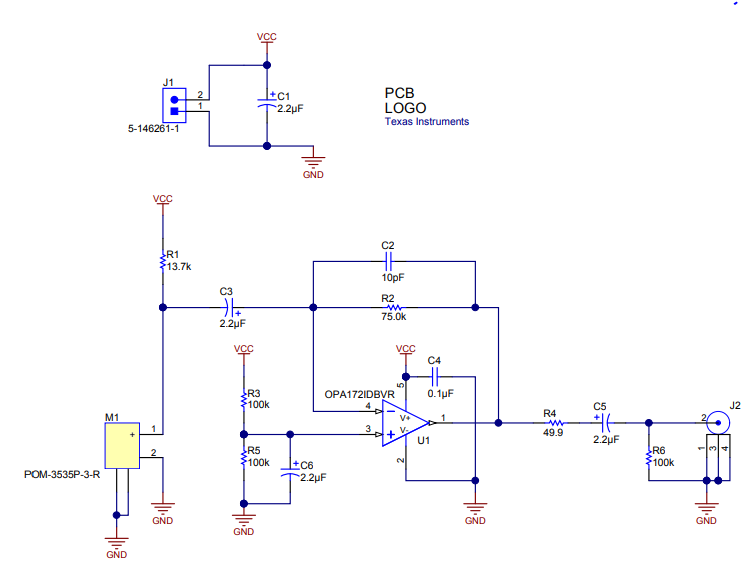 VCC
J1
2
1
5-146261-1
+
C1
2.2µF
GND
PCB
LOGO
Texas Instruments
VCC
R1
13.7k
C2
10pF
C3
+
2.2µF
R2
75.0k
VCC
VCC
R3
100k
OPA172IDBVR
C4
0.1µF
5
4
V+
3
V-
1
U1
2
R5
100k
+
C6
2.2µF
GND
GND
M1
+
1
2
POM-3535P-3-R
GND
GND
R4
49.9
C5
+
2.2µF
R6
100k
J2
2
1
3
4
GND